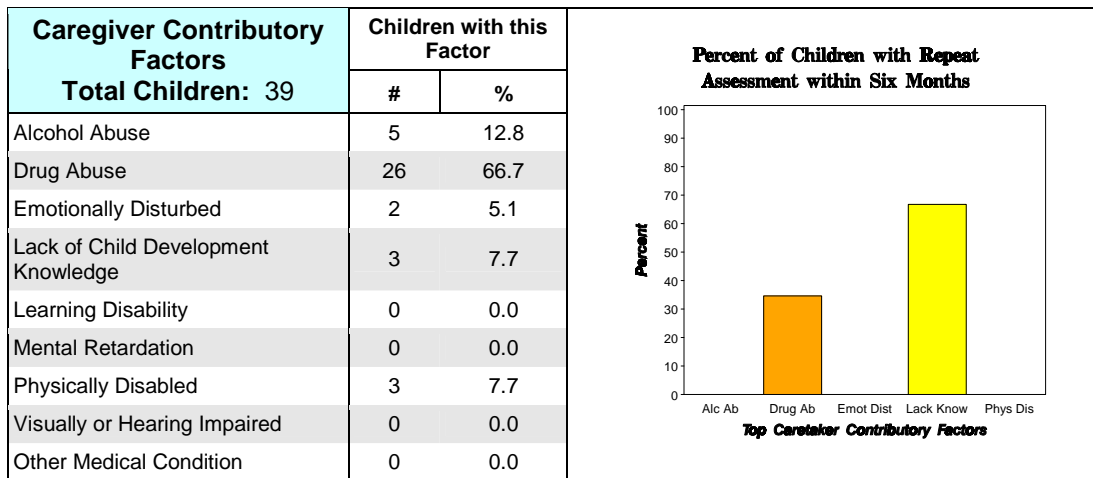 Caregiver Contributory
Factors
Total Children: 39
Children with this
Factor
# %
Alcohol Abuse 5 12.8
Drug Abuse 26 66.7
Emotionally Disturbed 2 5.1
Lack of Child Development
Knowledge 3 7.7
Learning Disability 0 0.0
Mental Retardation 0 0.0
Physically Disabled 3 7.7
Visually or Hearing Impaired 0 0.0
Other Medical Condition 0 0.0
Percent of Children with Repeat
Assessment within Six Months
Percent
100
90
80
70
60
50
40
30
20
10
0
Alc Ab Drug Ab Emot Dist Lack Know Phys Dis
Top Caretaker Contributory Factors